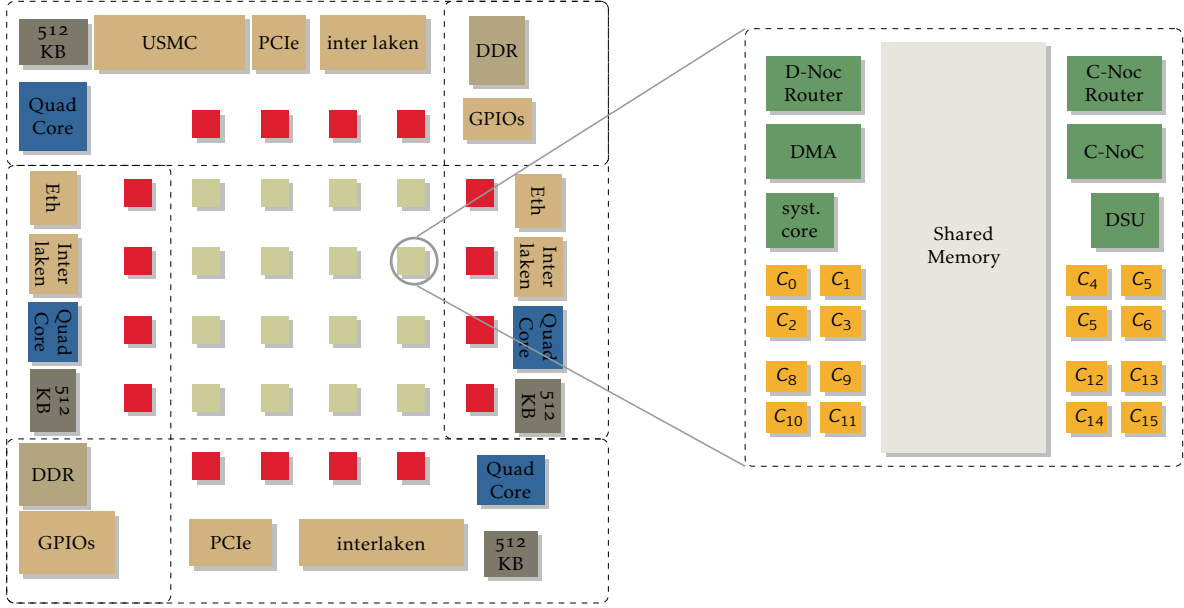 512
KB
USMC
PCIe
inter laken
DDR
Quad
Core
GPIOs
Eth
Inter
laken
Quad
Core
512
KB
Eth
Inter
laken
Quad
Core
512
KB
DDR
GPIOs
PCIe
interlaken
Quad
Core
512
KB
D-Noc
Router
C-Noc
Router
DMA
C-NoC
syst.
core
DSU
Shared
Memory
C0 C1 C4 C5
C2 C3 C5 C6
C8 C9 C12 C13
C10 C11 C14 C15